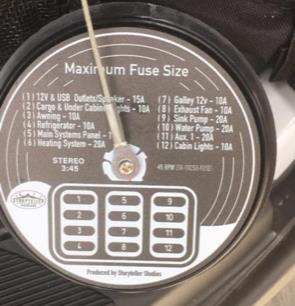 Maximum Fuse Size
(1) 12V & USB Outlets/ - 15A
(2) Cargo & Under Cabinet Lights - 10A
(3) Awning - 10A
(4) Refrigerator - 10A
(5) Main Systems Panel -
(6) Heating System - 20A
(7) Galley 12v - 10A
(8) Exhaust Fan - 10A
(9) Sink Pump - 20A
(10) Water Pump - 20A
(11) Aux. 1 - 20A
(12) Cabin Lights - 10A
STEREO
3:45
45 RPM
1 5 9
2 6 10
3 7 11
4 8 12
STORYTELLER
Produced by Storyteller Studios